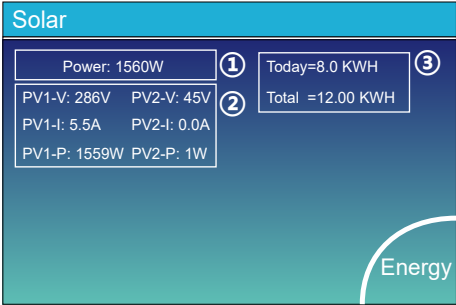 Solar
Power: 1560W ①
PV1-V: 286V PV2-V: 45V ②
PV1-I: 5.5A PV2-I: 0.0A
PV1-P: 1559W PV2-P: 1W
Today=8.0 KWH ③
Total =12.00 KWH
Energy